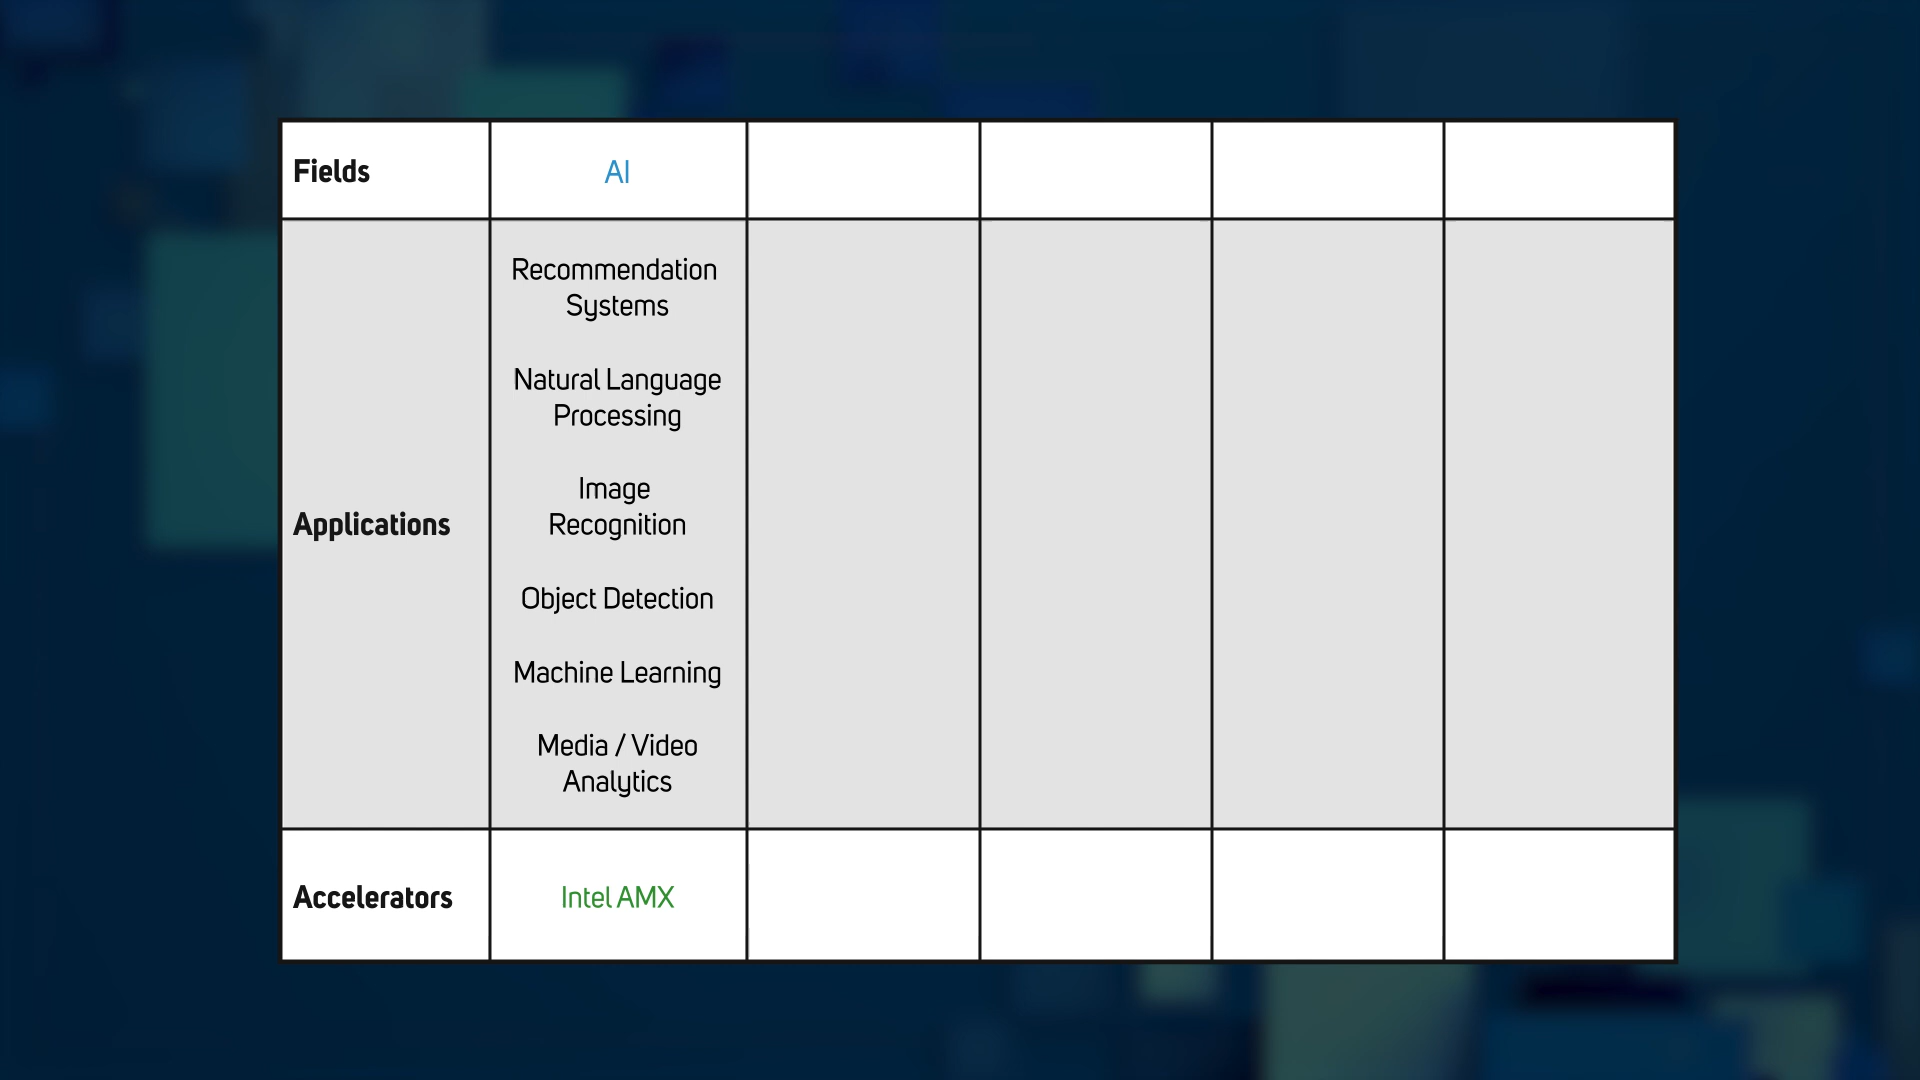 Fields
AI
Applications
Recommendation
Systems
Natural Language
Processing
Image
Recognition
Object Detection
Machine Learning
Media / Video
Analytics
Accelerators
Intel AMX